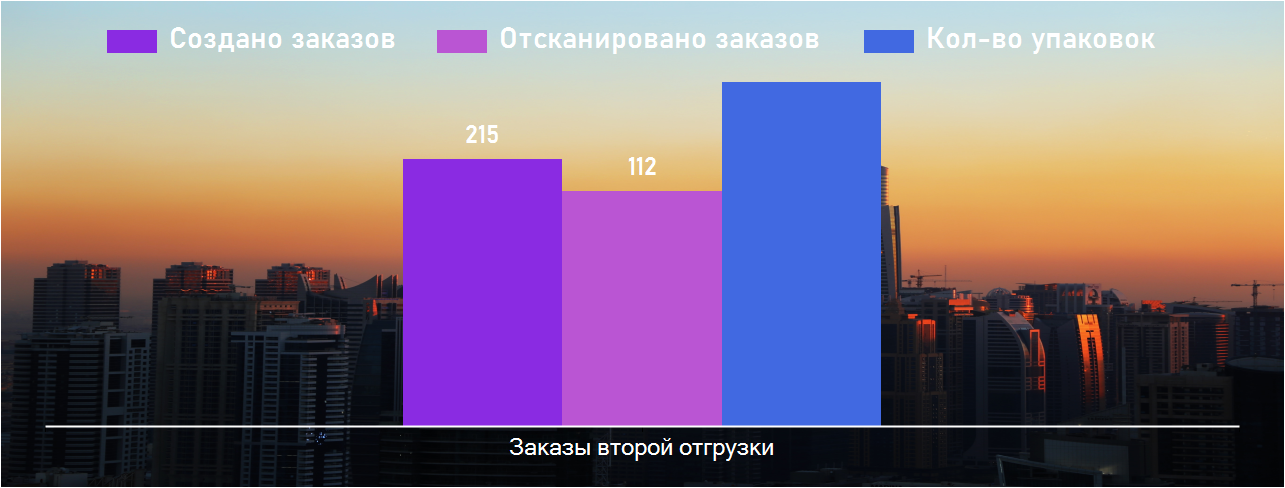 Создано заказов Отсканировано заказов Кол-во упаковок
215
112
Заказы второй отгрузки